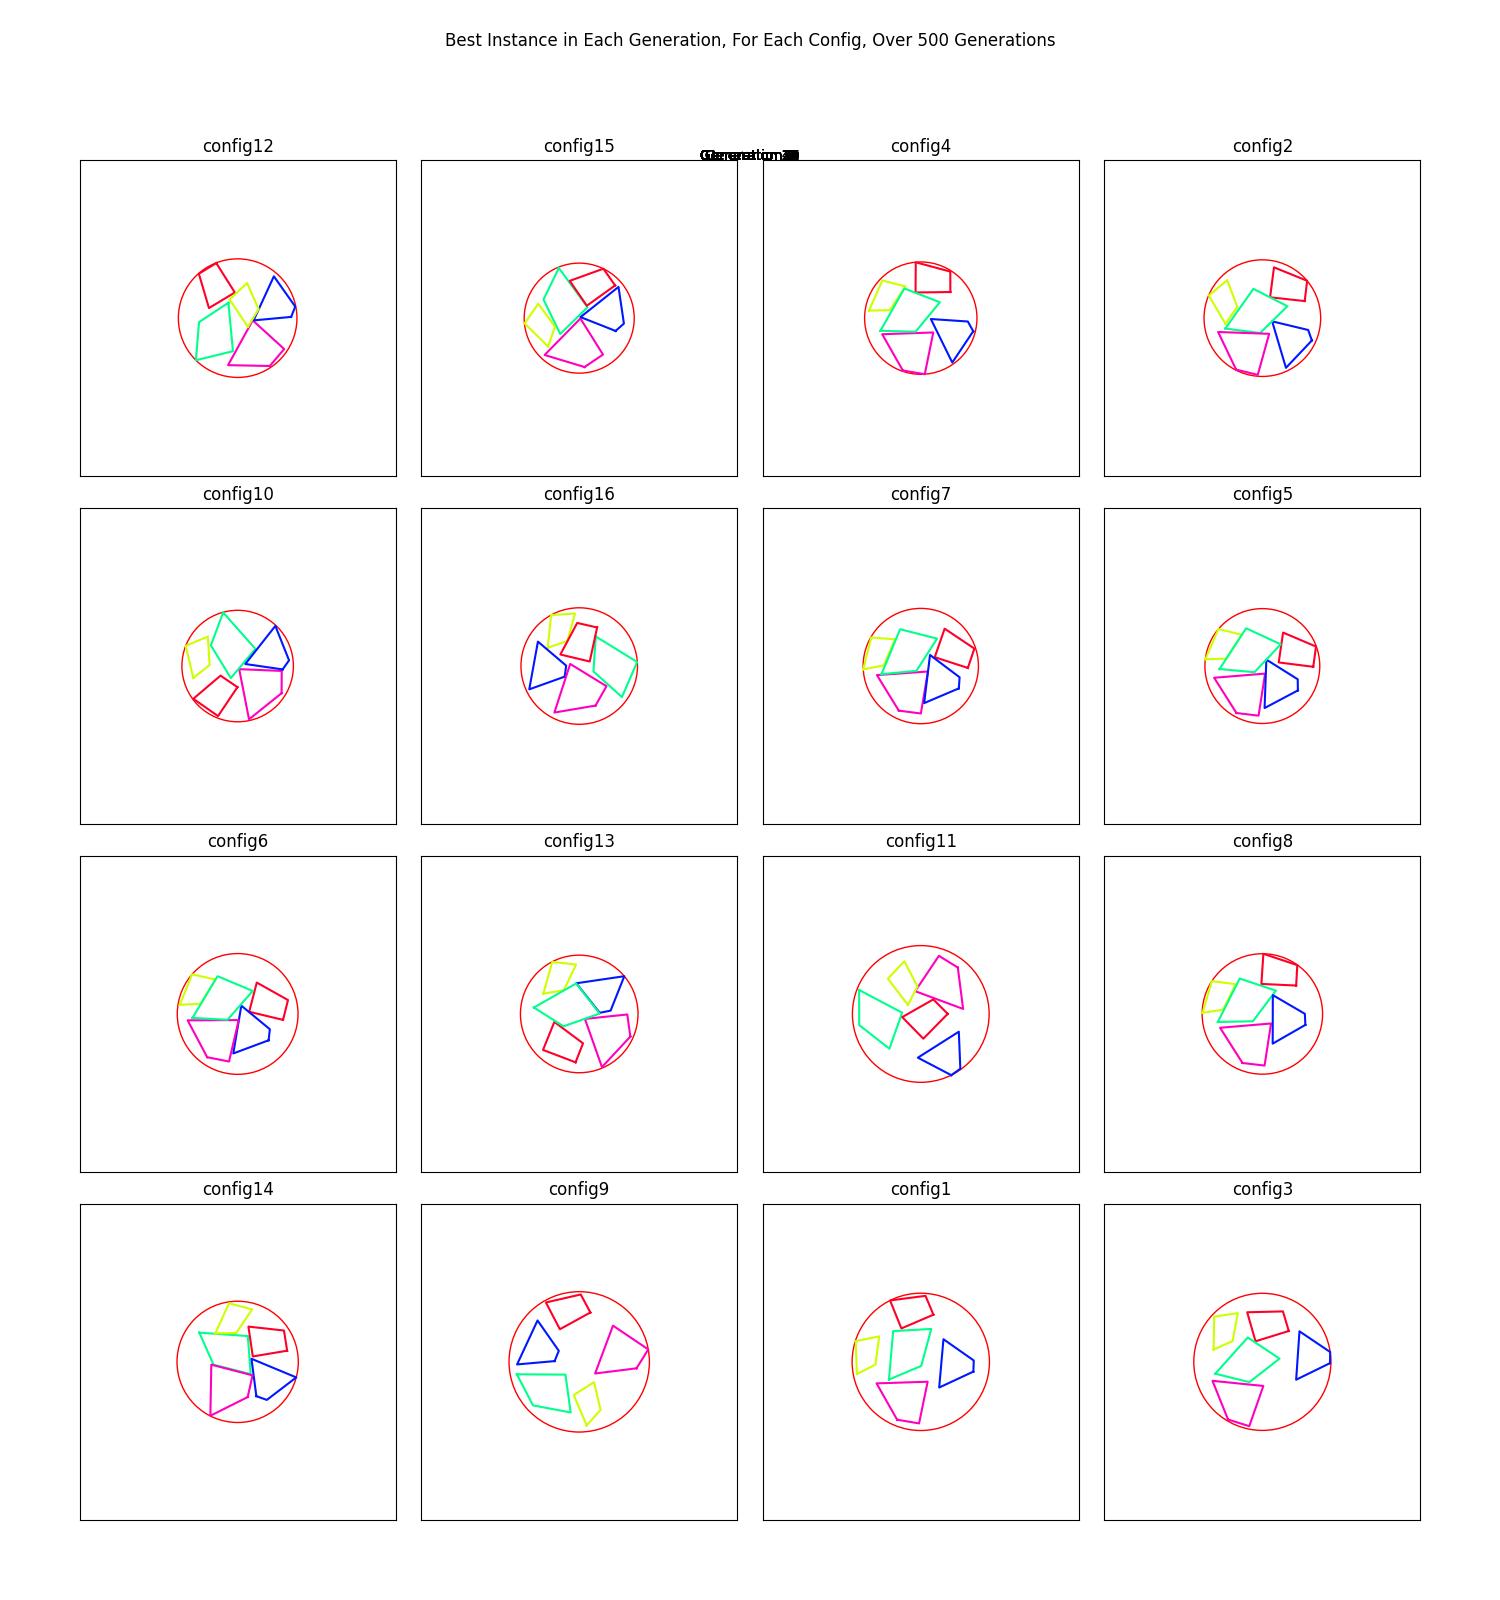 Best Instance in Each Generation, For Each Config, Over 500 Generations
config12
config15
config4
config2
config10
config16
config7
config5
config6
config13
config11
config8
config14
config9
config1
config3